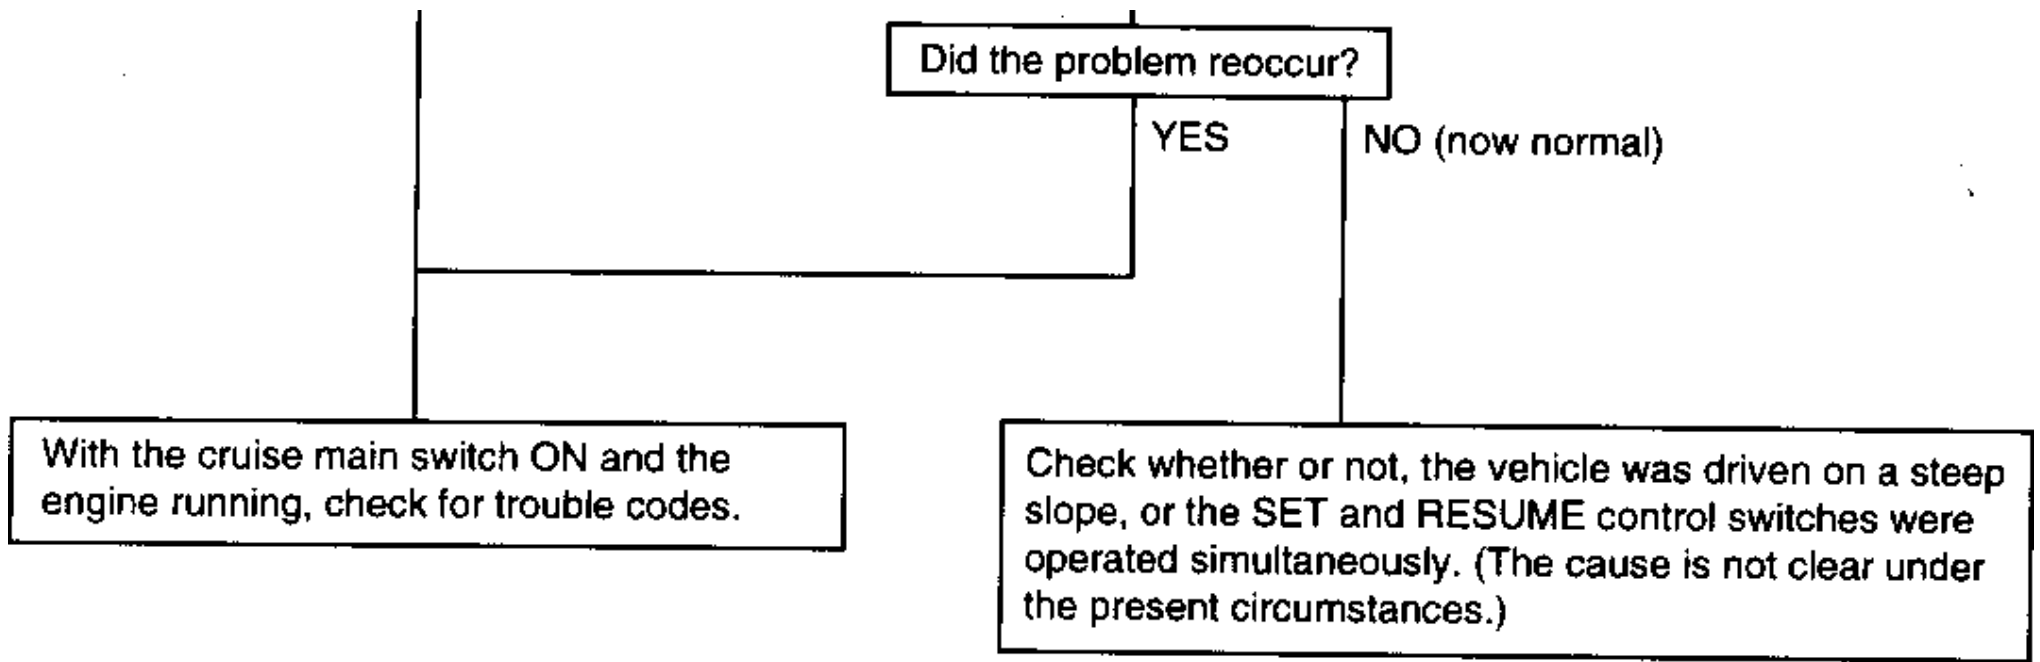 Did the problem reoccur?
YES
NO (now normal)
With the cruise main switch ON and the
engine running, check for trouble codes.
Check whether or not, the vehicle was driven on a steep
slope, or the SET and RESUME control switches were
operated simultaneously. (The cause is not clear under
the present circumstances.)